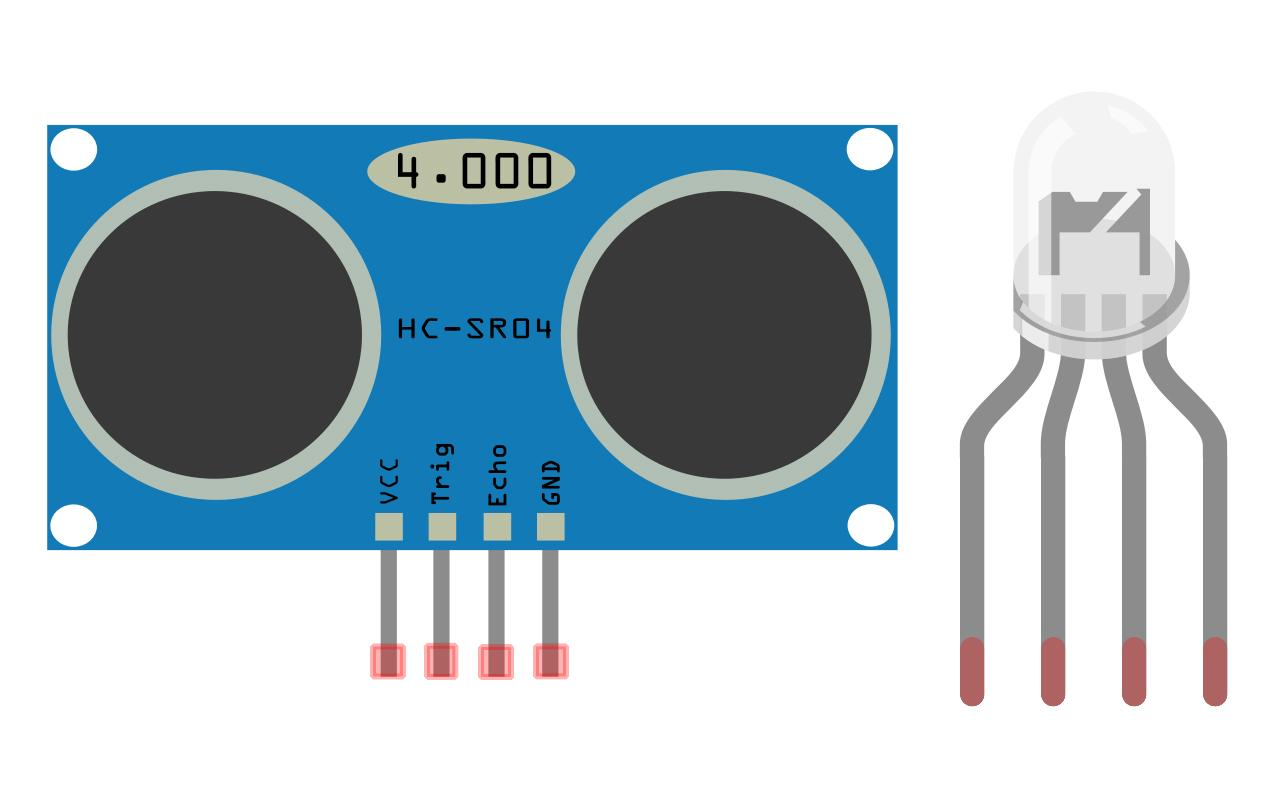 4.000
HC-SR04
VCC
Trig
Echo
GND